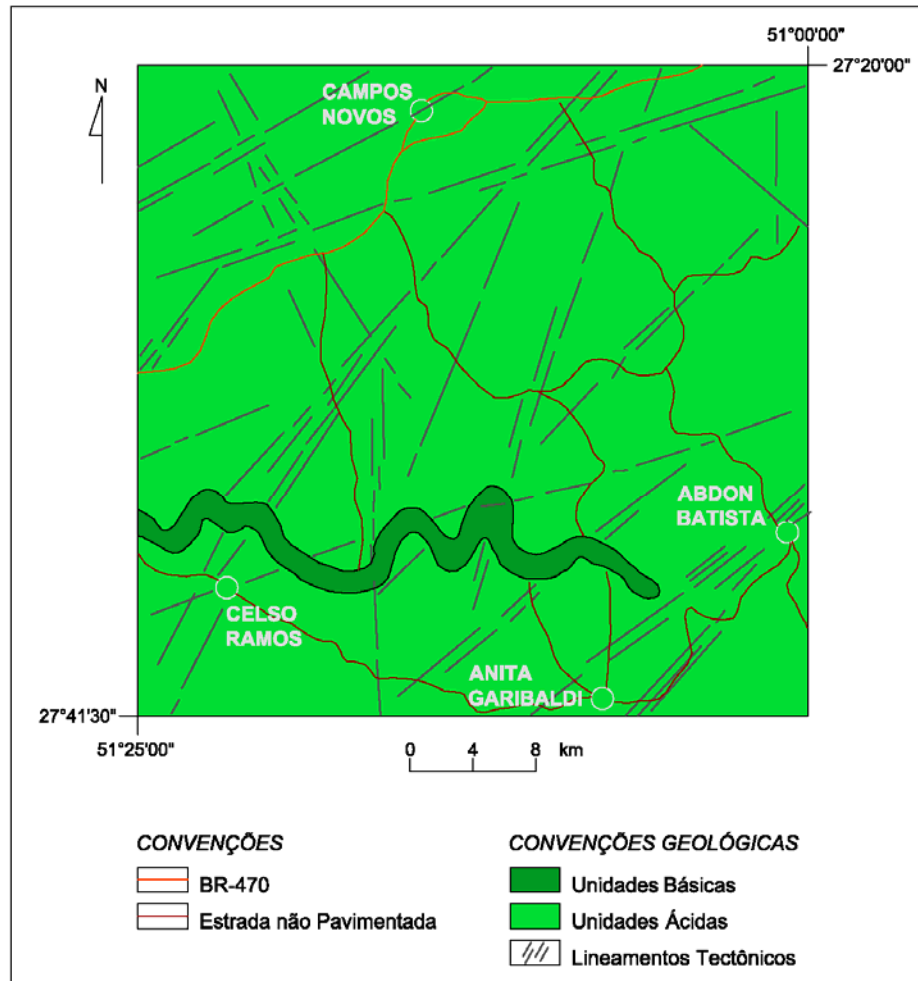 51°00'00"
27°20'00"
N
CAMPOS
NOVOS
ABDON
BATISTA
CELSO
RAMOS
ANITA
GARIBALDI
27°41'30"
51°25'00"
0 4 8 km
CONVENÇÕES
BR-470
Estrada não Pavimentada
CONVENÇÕES GEOLÓGICAS
Unidades Básicas
Unidades Ácidas
Lineamentos Tectônicos